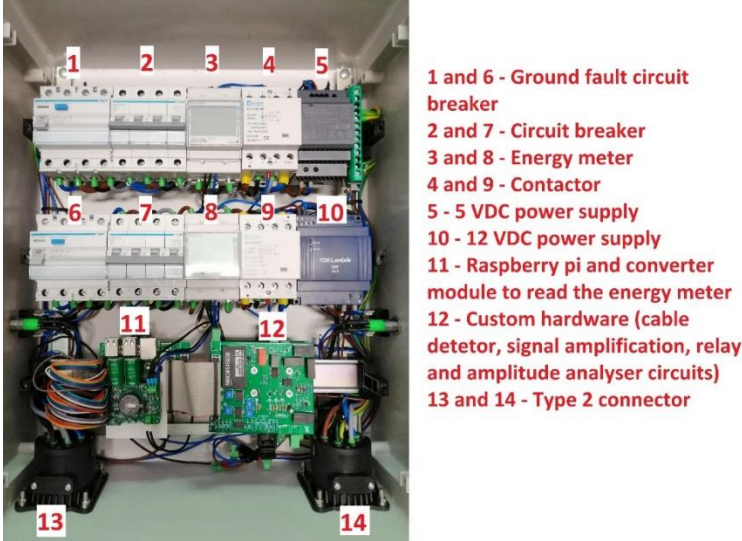 1 2 3 4 5
6 7 8 9 10
11 12
13 14
TDK·Lambda
1 and 6 - Ground fault circuit
breaker
2 and 7 - Circuit breaker
3 and 8 - Energy meter
4 and 9 - Contactor
5 - 5 VDC power supply
10 - 12 VDC power supply
11 - Raspberry pi and converter
module to read the energy meter
12 - Custom hardware (cable
detetor, signal amplification, relay
and amplitude analyser circuits)
13 and 14 - Type 2 connector